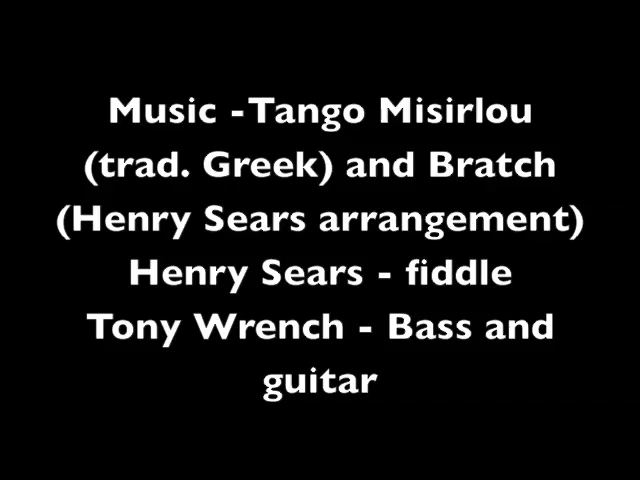 Music -Tango Misirlou
(trad. Greek) and Bratch
(Henry Sears arrangement)
Henry Sears - fiddle
Tony Wrench - Bass and
guitar